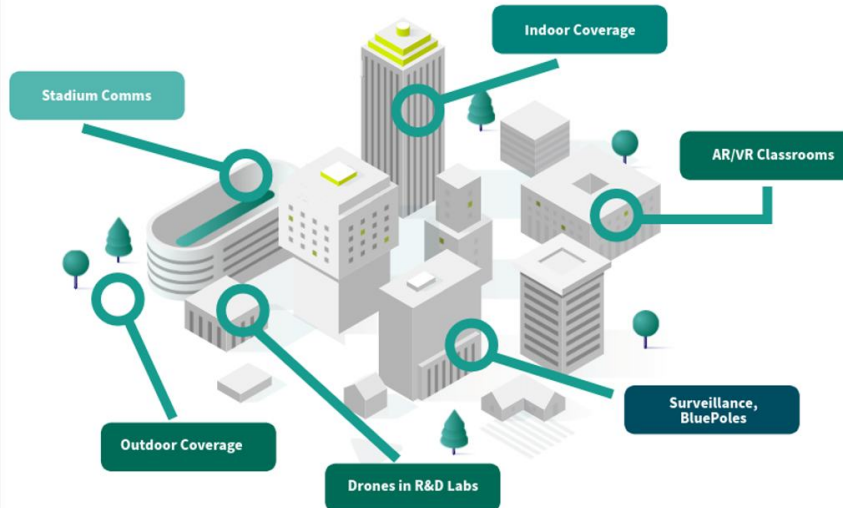 Indoor Coverage
Stadium Comms
AR/VR Classrooms
Surveillance,
BluePoles
Outdoor Coverage
Drones in R&D Labs